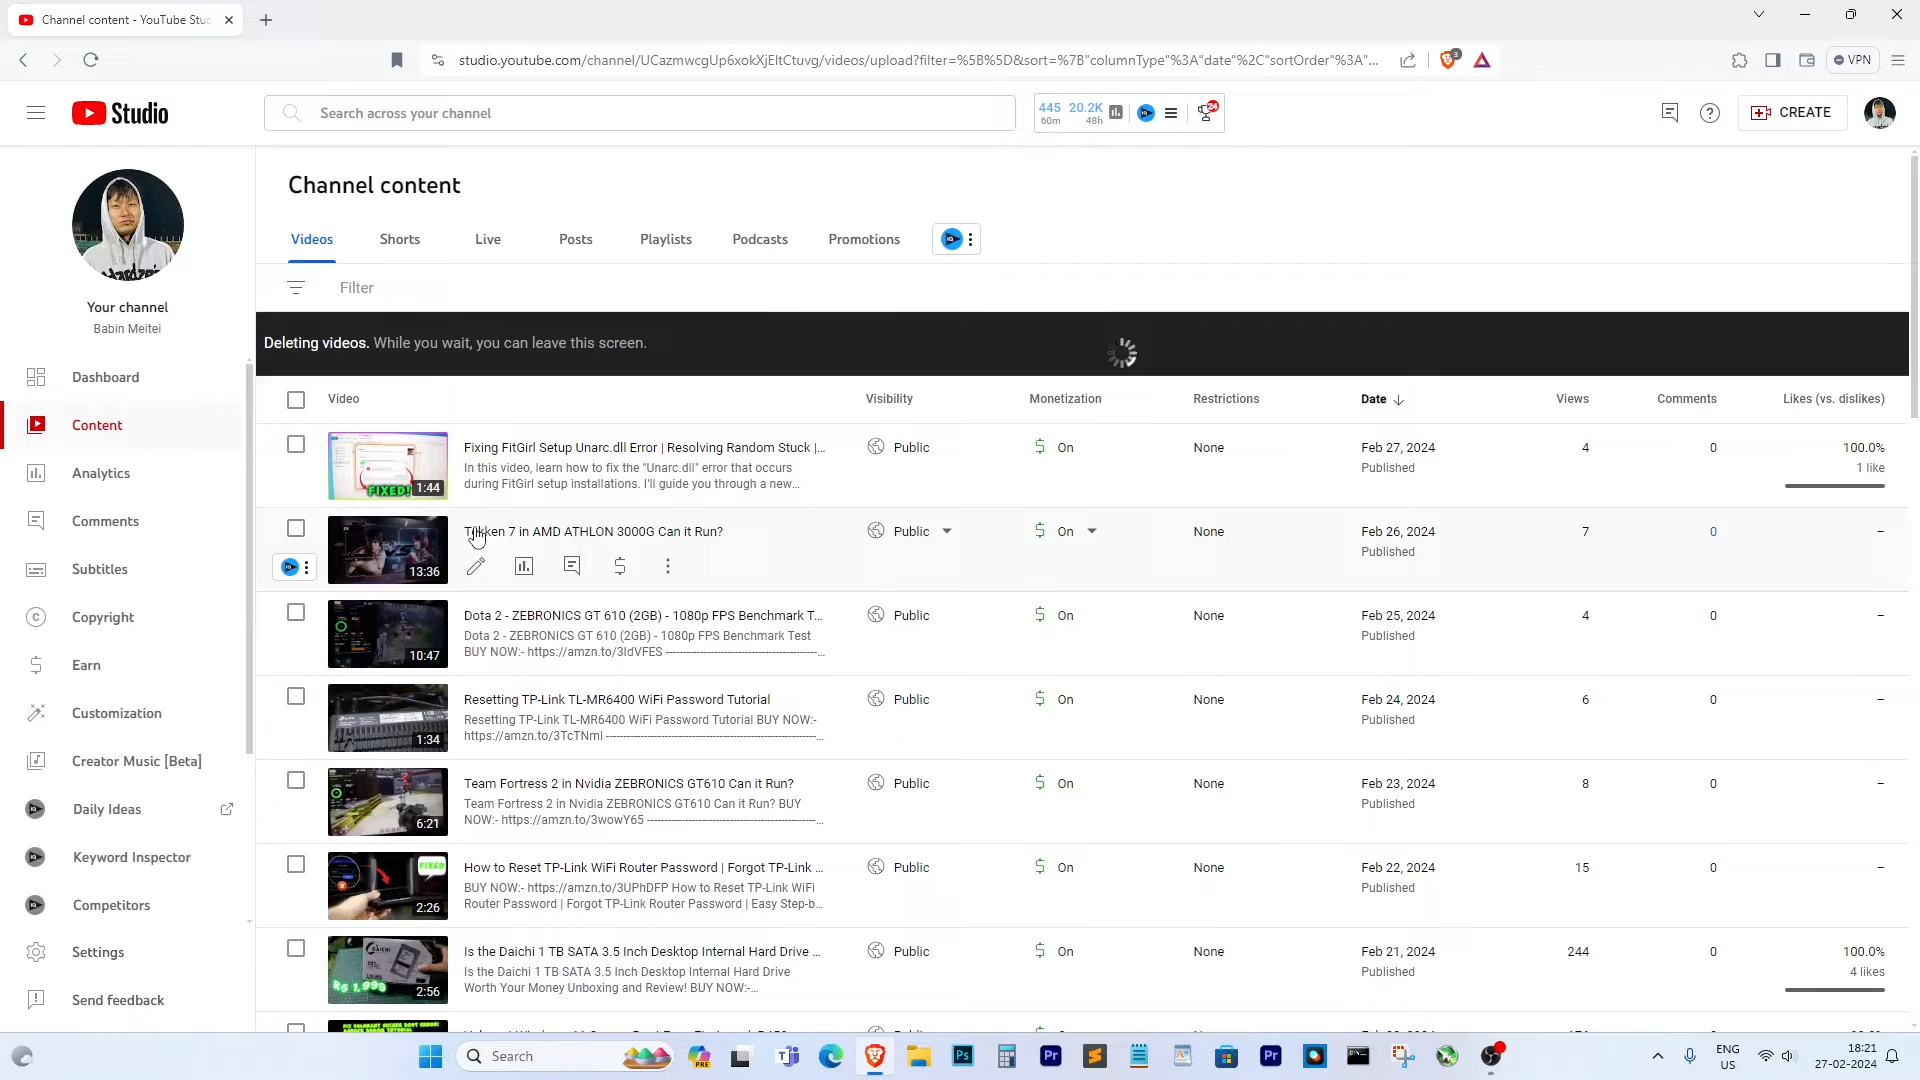 Channel content - YouTube Stud
studio.youtube.com/channel/UCazmwcgUp6xokXjEltCtuvg/videos/upload?filter=%5B%5D&sort=%7B"columnType"%3A"date"%2C"sortOrder"%3A"...
3
VPN
Studio
Search across your channel
445 20.2K
60m 48h
24
CREATE
Your channel
Babin Meitei
Dashboard
Content
Analytics
Comments
Subtitles
Copyright
Earn
Customization
Creator Music [Beta]
Daily Ideas
Keyword Inspector
Competitors
Settings
Send feedback
Channel content
Videos Shorts Live Posts Playlists Podcasts Promotions
Filter
Deleting videos. While you wait, you can leave this screen.
Video Visibility Monetization Restrictions Date Views Comments Likes (vs. dislikes)
Fixing FitGirl Setup Unarc.dll Error | Resolving Random Stuck |... Public On None Feb 27, 2024 4 0 100.0%
In this video, learn how to fix the "Unarc.dll" error that occurs Published 1 like
during FitGirl setup installations. I'll guide you through a new...
FIXED! 1:44
Tekken 7 in AMD ATHLON 3000G Can it Run? Public On None Feb 26, 2024 7 0 –
Published
13:36
Dota 2 - ZEBRONICS GT 610 (2GB) - 1080p FPS Benchmark T... Public On None Feb 25, 2024 4 0 –
Dota 2 - ZEBRONICS GT 610 (2GB) - 1080p FPS Benchmark Test Published
BUY NOW:- https://amzn.to/3IdVFES ---------------------------------------------...
10:47
Resetting TP-Link TL-MR6400 WiFi Password Tutorial Public On None Feb 24, 2024 6 0 –
Resetting TP-Link TL-MR6400 WiFi Password Tutorial BUY NOW:- Published
https://amzn.to/3TcTNml ---------------------------------------------------------...
1:34
Team Fortress 2 in Nvidia ZEBRONICS GT610 Can it Run? Public On None Feb 23, 2024 8 0 –
Team Fortress 2 in Nvidia ZEBRONICS GT610 Can it Run? BUY Published
NOW:- https://amzn.to/3wowY65 -----------------------------------------------...
6:21
How to Reset TP-Link WiFi Router Password | Forgot TP-Link ... Public On None Feb 22, 2024 15 0 –
BUY NOW:- https://amzn.to/3UPhDFP How to Reset TP-Link WiFi Published
Router Password | Forgot TP-Link Router Password | Easy Step-b...
FIXED 2:26
Is the Daichi 1 TB SATA 3.5 Inch Desktop Internal Hard Drive ... Public On None Feb 21, 2024 244 0 100.0%
Is the Daichi 1 TB SATA 3.5 Inch Desktop Internal Hard Drive Published 4 likes
Worth Your Money Unboxing and Review! BUY NOW:-...
DAICHI
RS 1,999 2:56
Search
PRE
ENG
US
18:21
27-02-2024